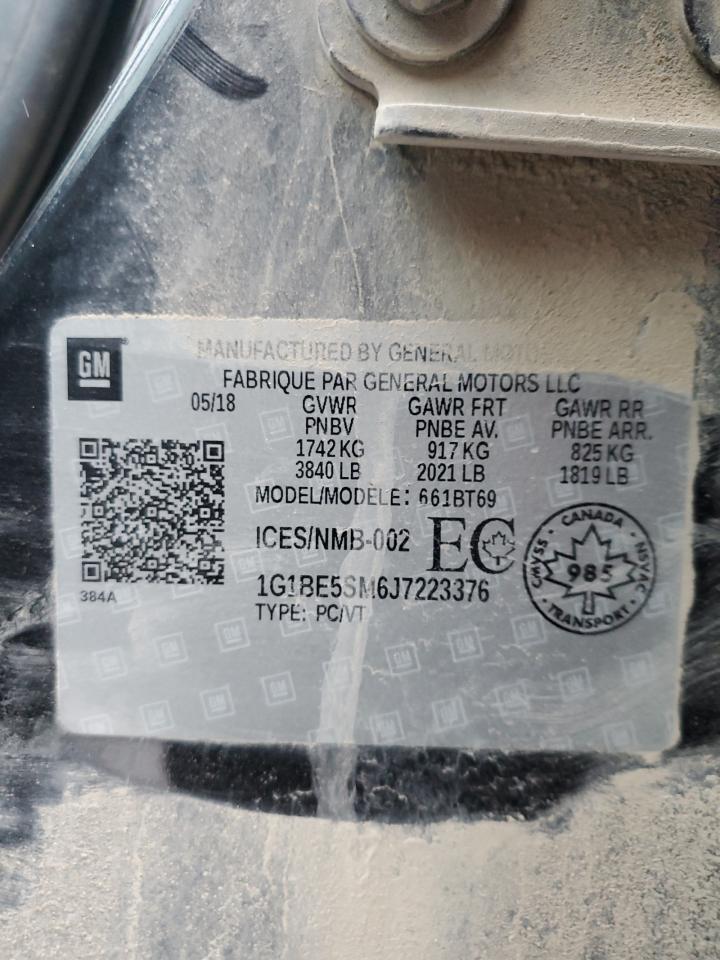 GM
MANUFACTURED BY GENERAL
FABRIQUE PAR GENERAL MOTORS LLC
05/18 GVWR GAWR FRT GAWR RR
PNBV PNBE AV. PNBE ARR.
1742 KG 917 KG 825 KG
3840 LB 2021 LB 1819 LB
MODEL/MODELE: 661BT69
ICES/NMB-002 EC
1G1BE5SM6J7223376
TYPE: PC/VT
384A
CANADA
CMVSS NSVAC
985
TRANSPORT